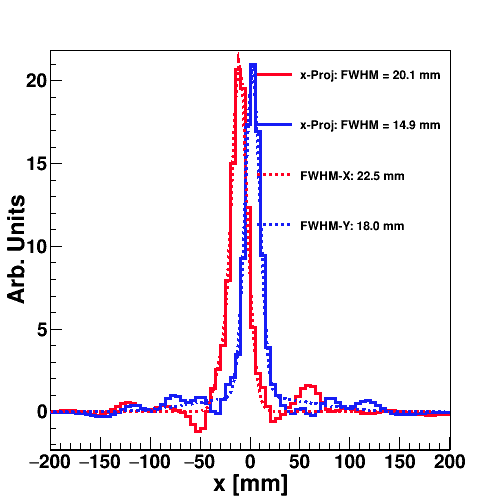 x-Proj: FWHM = 20.1 mm
x-Proj: FWHM = 14.9 mm
FWHM-X: 22.5 mm
FWHM-Y: 18.0 mm
Arb. Units
20
15
10
5
0
−200 −150 −100 −50 0 50 100 150 200
x [mm]